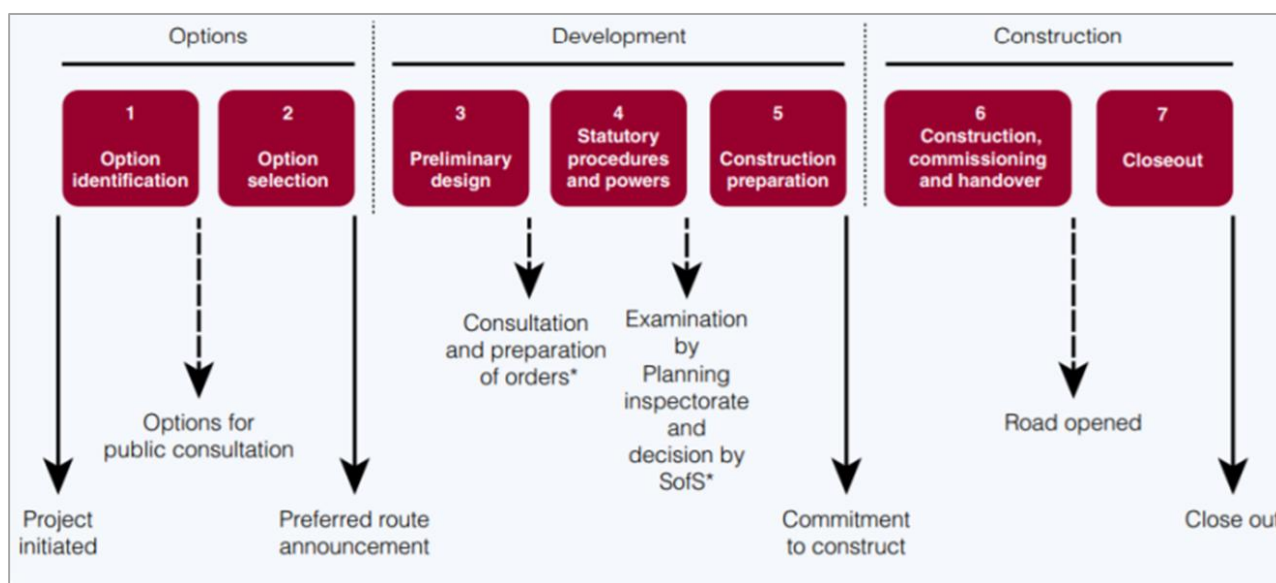 Options
Development
Construction
1
Option
identification
2
Option
selection
3
Preliminary
design
4
Statutory
procedures
and powers
5
Construction
preparation
6
Construction,
commissioning
and handover
7
Closeout
Consultation
and preparation
of orders*
Examination
by
Planning
inspectorate
and
decision by
SofS*
Options for
public consultation
Road opened
Project
initiated
Preferred route
announcement
Commitment
to construct
Close out